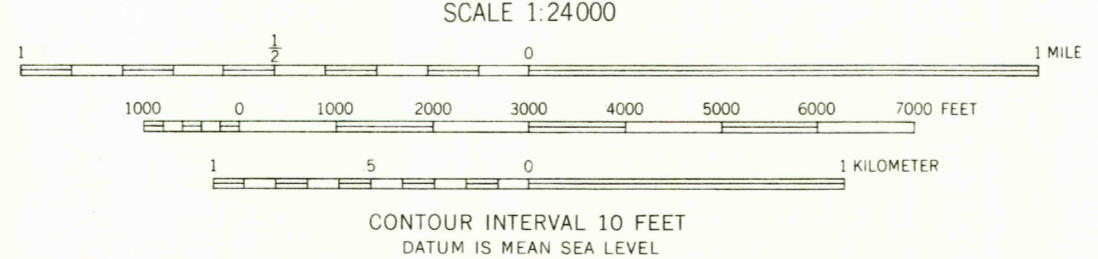 SCALE 1:24000
1 1/2 0 1 MILE
1000 0 1000 2000 3000 4000 5000 6000 7000 FEET
1 .5 0 1 KILOMETER
CONTOUR INTERVAL 10 FEET
DATUM IS MEAN SEA LEVEL